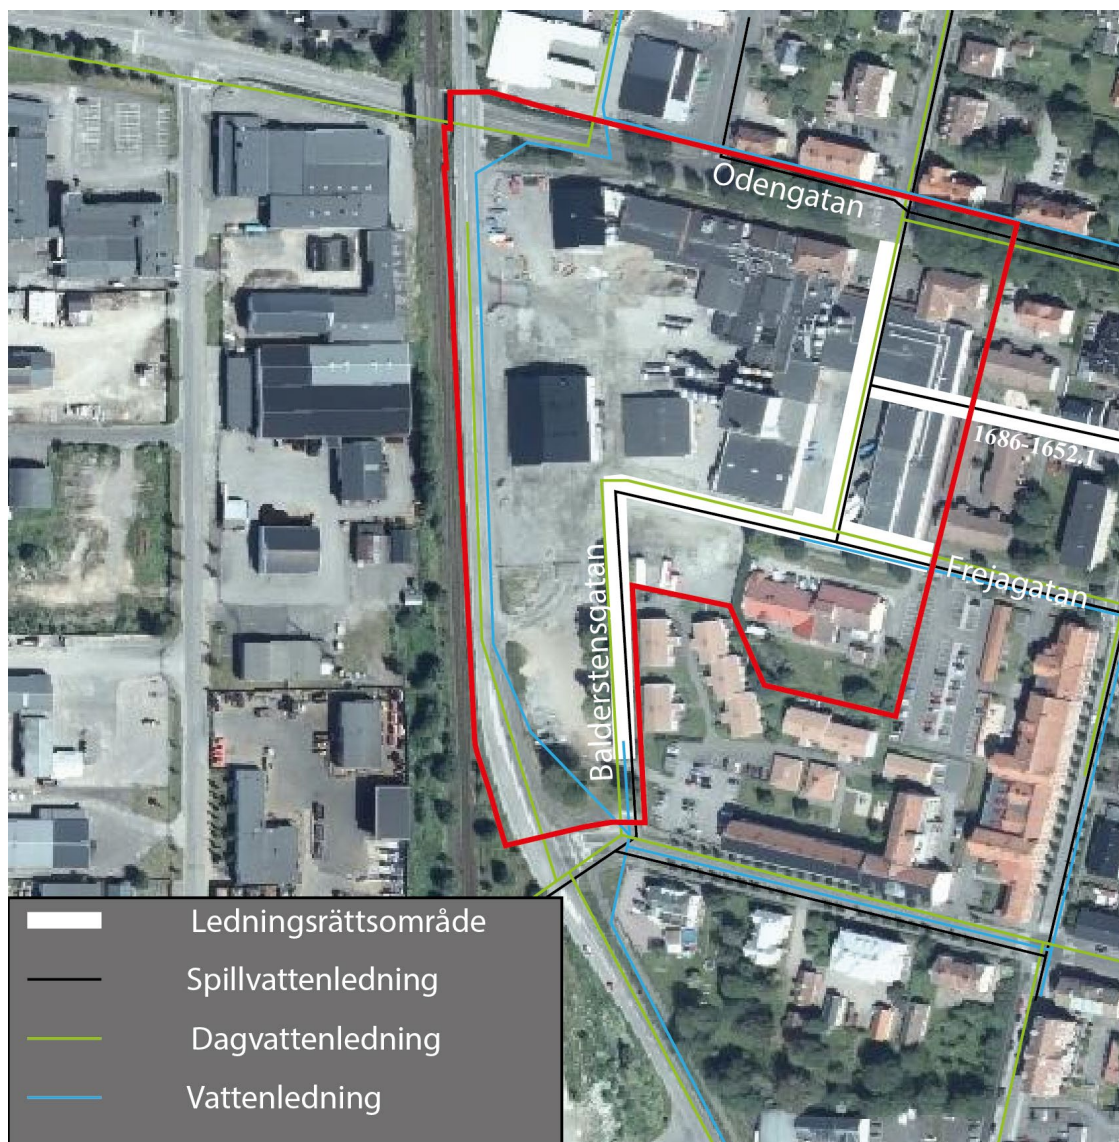 Odengatan
1686-1652.1
Frejagatan
Balderstensgatan
Ledningsrättsområde
Spillvattenledning
Dagvattenledning
Vattenledning